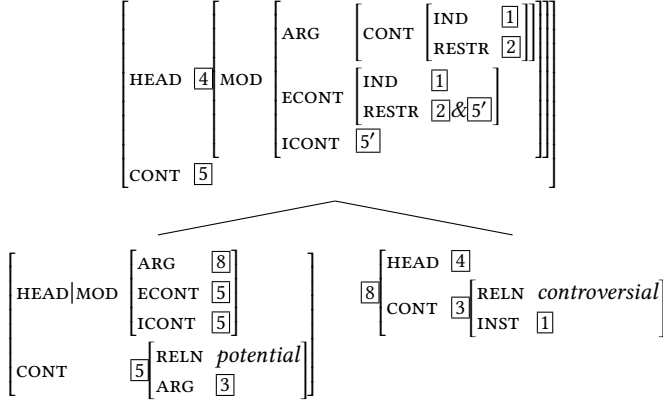 ARG CONT IND 1
RESTR 2
HEAD 4 MOD
ECONT IND 1
RESTR 2&5′
ICONT 5′
CONT 5
HEAD|MOD ARG 8
ECONT 5
ICONT 5
CONT 5 RELN potential
ARG 3
8 HEAD 4
CONT 3 RELN controversial
INST 1